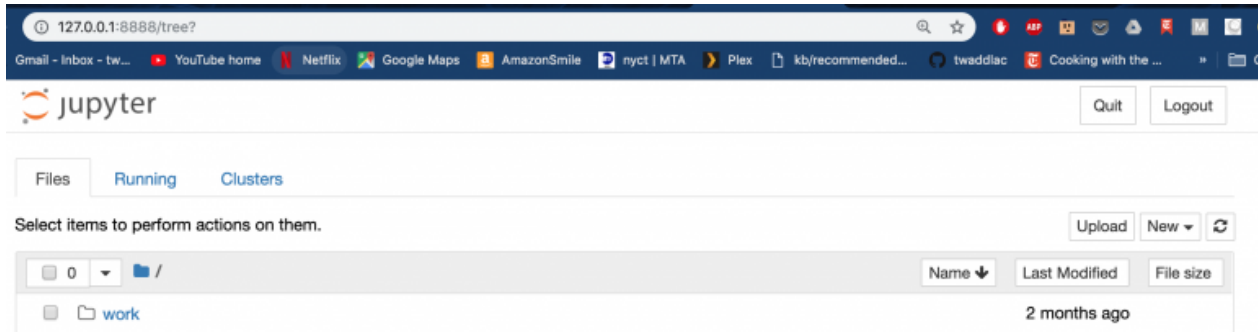 127.0.0.1:8888/tree?
Gmail - Inbox - tw... YouTube home Netflix Google Maps AmazonSmile nyct | MTA Plex kb/recommended... twaddlac Cooking with the ... »
jupyter Quit Logout
Files Running Clusters
Select items to perform actions on them. Upload New
0 / Name Last Modified File size
work 2 months ago